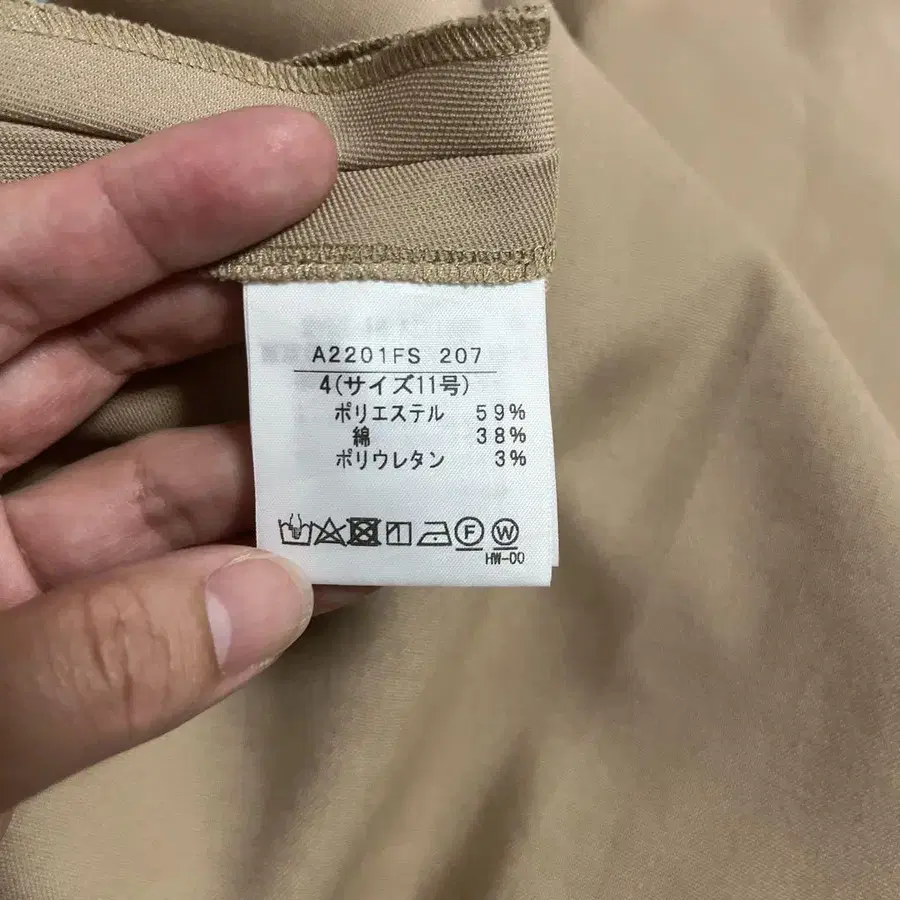 A2201FS 207
4(サイズ11号)
ポリエステル 59%
綿 38%
ポリウレタン 3%
F W
HW-DO